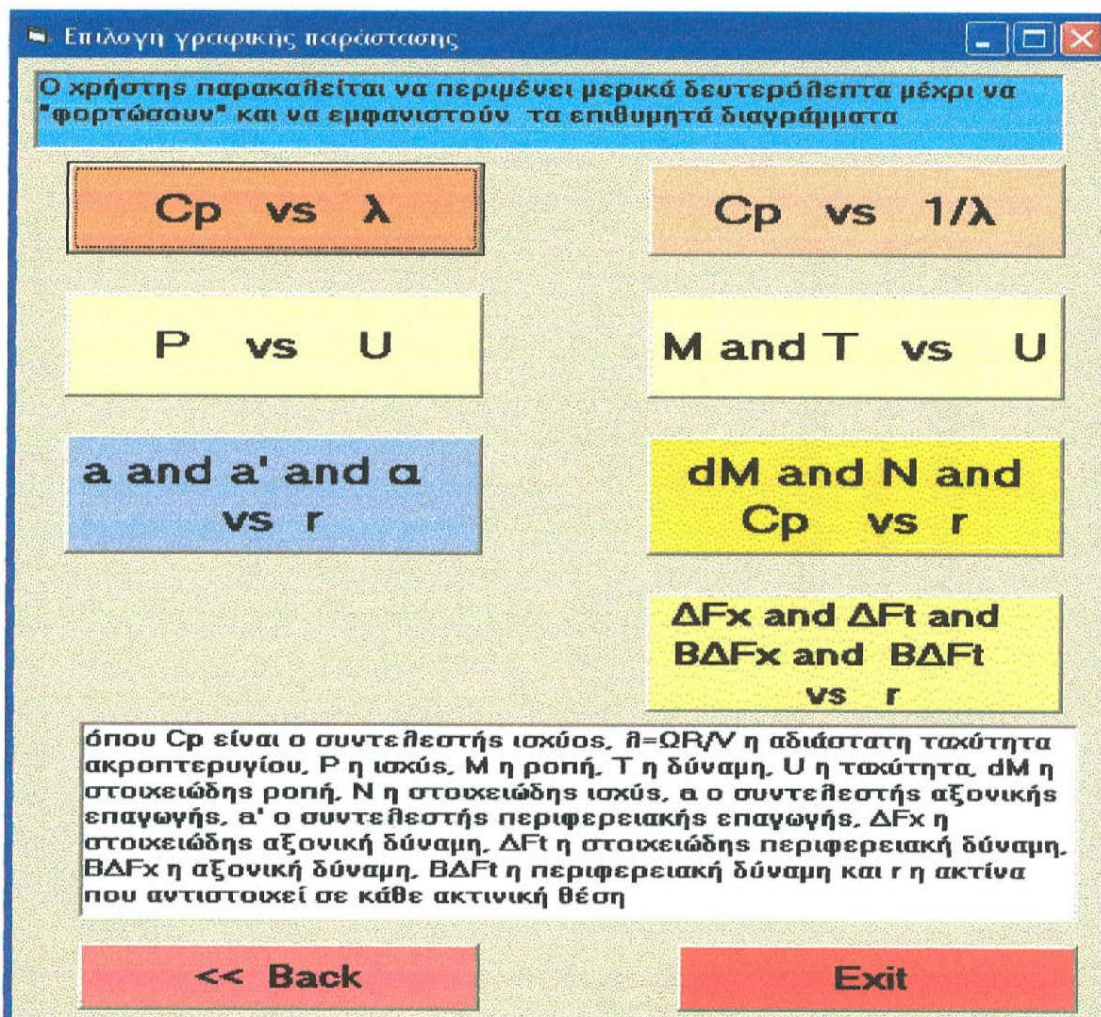 Επιλογή γραφικής παράστασης
Ο χρήστης παρακαλείται να περιμένει μερικά δευτερόλεπτα μέχρι να
"φορτώσουν" και να εμφανιστούν τα επιθυμητά διαγράμματα
Cp vs λ
Cp vs 1/λ
P vs U
M and T vs U
a and a' and α
vs r
dM and N and
Cp vs r
ΔFx and ΔFt and
BΔFx and BΔFt
vs r
όπου Cp είναι ο συντελεστής ισχύος, λ=ΩR/V η αδιάστατη ταχύτητα
ακροπτερυγίου, P η ισχύς, M η ροπή, T η δύναμη, U η ταχύτητα, dM η
στοιχειώδης ροπή, N η στοιχειώδης ισχύς, a ο συντελεστής αξονικής
επαγωγής, a' ο συντελεστής περιφερειακής επαγωγής, ΔFx η
στοιχειώδης αξονική δύναμη, ΔFt η στοιχειώδης περιφερειακή δύναμη,
BΔFx η αξονική δύναμη, BΔFt η περιφερειακή δύναμη και r η ακτίνα
που αντιστοιχεί σε κάθε ακτινική θέση
<< Back
Exit